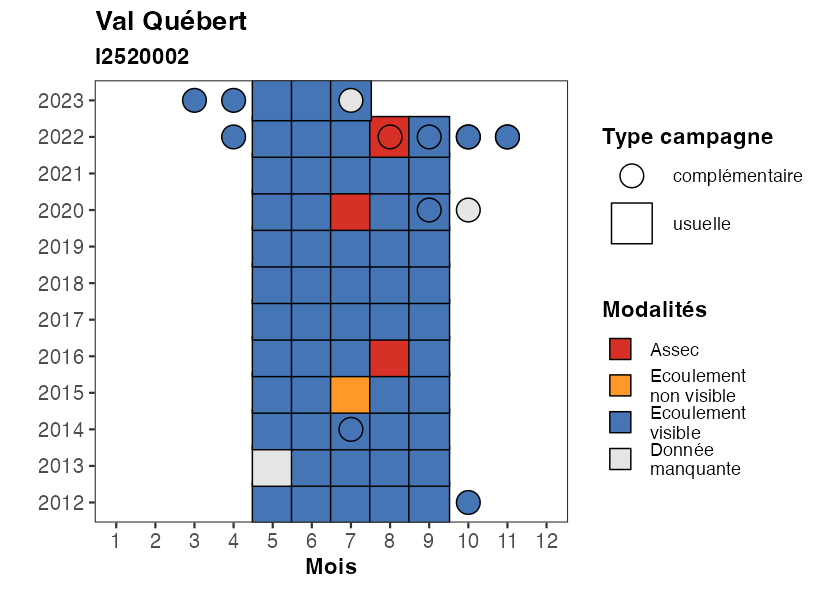 Val Québert
I2520002
2023
2022
2021
2020
2019
2018
2017
2016
2015
2014
2013
2012
1 2 3 4 5 6 7 8 9 10 11 12
Mois
Type campagne
complémentaire
usuelle
Modalités
Assec
Ecoulement
non visible
Ecoulement
visible
Donnée
manquante